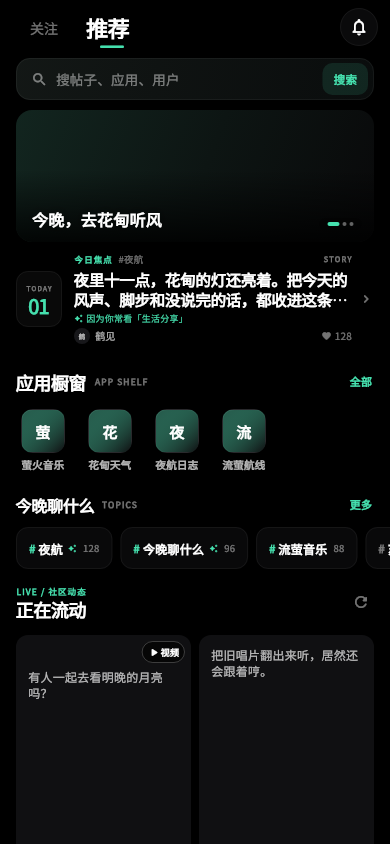 关注
推荐
搜帖子、应用、用户
搜索
今晚，去花甸听风
今日焦点 #夜航
STORY
TODAY
01
夜里十一点，花甸的灯还亮着。把今天的
风声、脚步和没说完的话，都收进这条…
因为你常看「生活分享」
鹤 鹤见
128
应用橱窗 APP SHELF
全部
萤
花
夜
流
萤火音乐
花甸天气
夜航日志
流萤航线
今晚聊什么 TOPICS
更多
#夜航 128
#今晚聊什么 96
#流萤音乐 88
#
LIVE / 社区动态
正在流动
视频
有人一起去看明晚的月亮
吗？
把旧唱片翻出来听，居然还
会跟着哼。